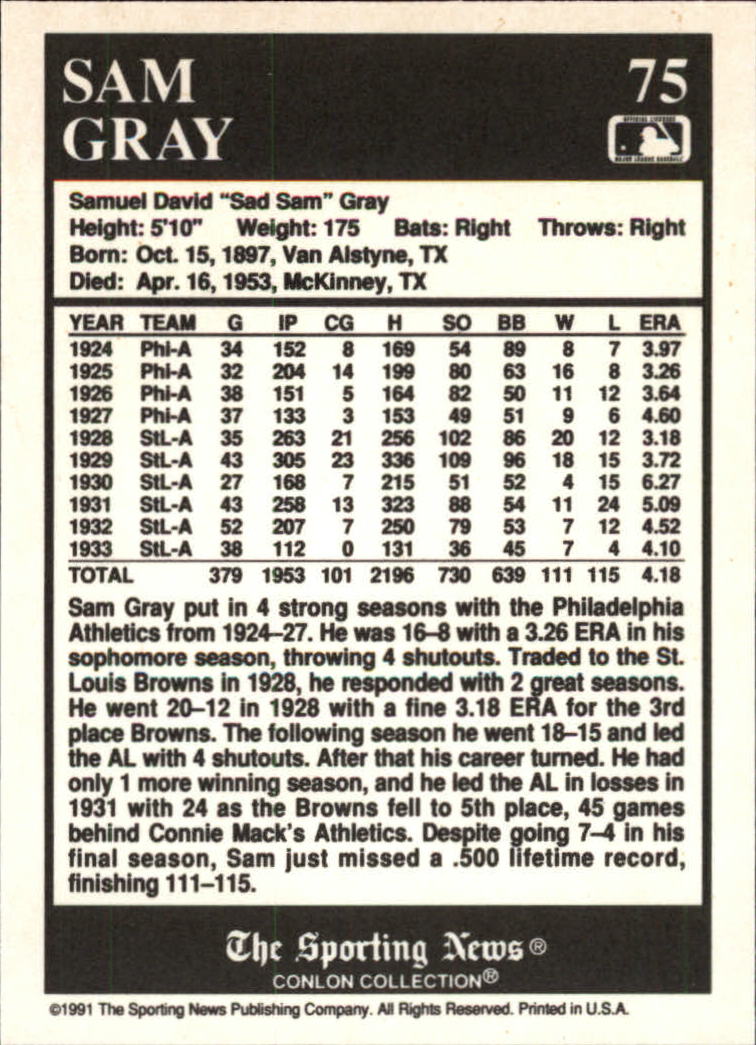 SAM
GRAY
75
OFFICIAL LICENSEE
MAJOR LEAGUE BASEBALL
Samuel David "Sad Sam" Gray
Height: 5'10" Weight: 175 Bats: Right Throws: Right
Born: Oct. 15, 1897, Van Alstyne, TX
Died: Apr. 16, 1953, McKinney, TX
YEAR TEAM G IP CG H SO BB W L ERA
1924 Phi-A 34 152 8 169 54 89 8 7 3.97
1925 Phi-A 32 204 14 199 80 63 16 8 3.26
1926 Phi-A 38 151 5 164 82 50 11 12 3.64
1927 Phi-A 37 133 3 153 49 51 9 6 4.60
1928 StL-A 35 263 21 256 102 86 20 12 3.18
1929 StL-A 43 305 23 336 109 96 18 15 3.72
1930 StL-A 27 168 7 215 51 52 4 15 6.27
1931 StL-A 43 258 13 323 88 54 11 24 5.09
1932 StL-A 52 207 7 250 79 53 7 12 4.52
1933 StL-A 38 112 0 131 36 45 7 4 4.10
TOTAL 379 1953 101 2196 730 639 111 115 4.18
Sam Gray put in 4 strong seasons with the Philadelphia
Athletics from 1924–27. He was 16–8 with a 3.26 ERA in his
sophomore season, throwing 4 shutouts. Traded to the St.
Louis Browns in 1928, he responded with 2 great seasons.
He went 20–12 in 1928 with a fine 3.18 ERA for the 3rd
place Browns. The following season he went 18–15 and led
the AL with 4 shutouts. After that his career turned. He had
only 1 more winning season, and he led the AL in losses in
1931 with 24 as the Browns fell to 5th place, 45 games
behind Connie Mack's Athletics. Despite going 7–4 in his
final season, Sam just missed a .500 lifetime record,
finishing 111–115.
The Sporting News®
CONLON COLLECTION®
©1991 The Sporting News Publishing Company. All Rights Reserved. Printed in U.S.A.